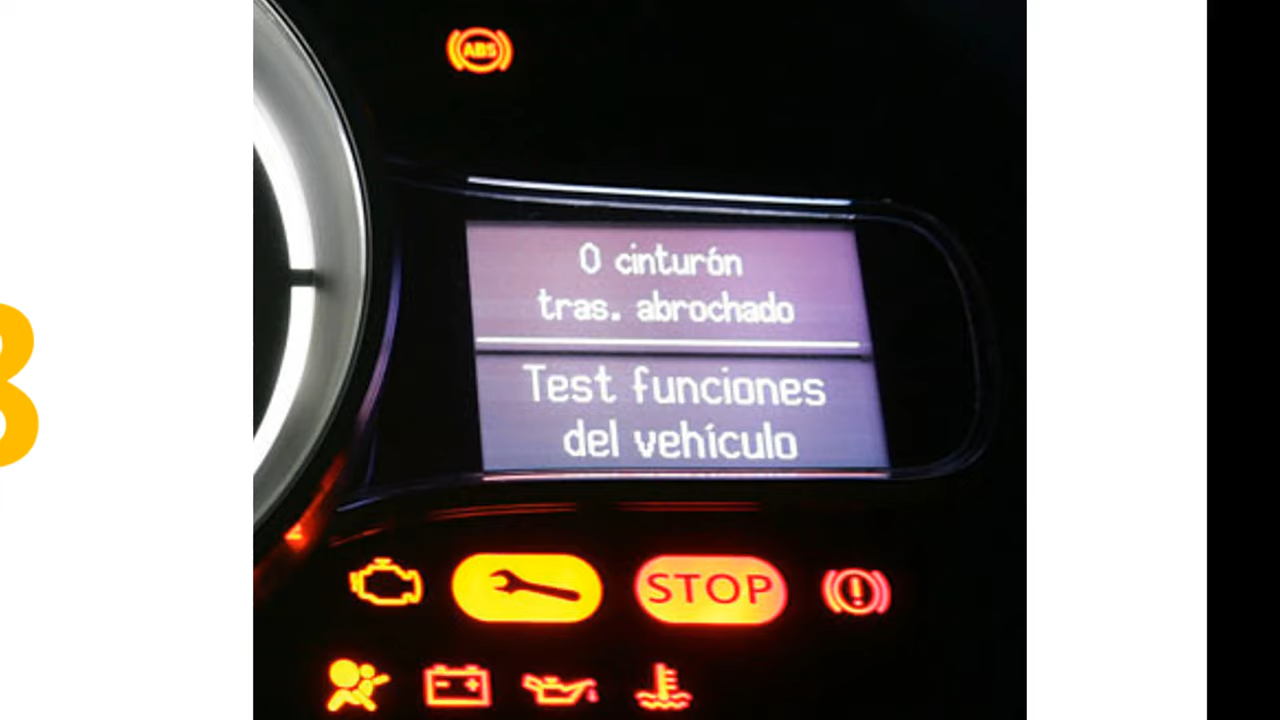 ABS
0 cinturón
tras. abrochado
Test funciones
del vehículo
STOP